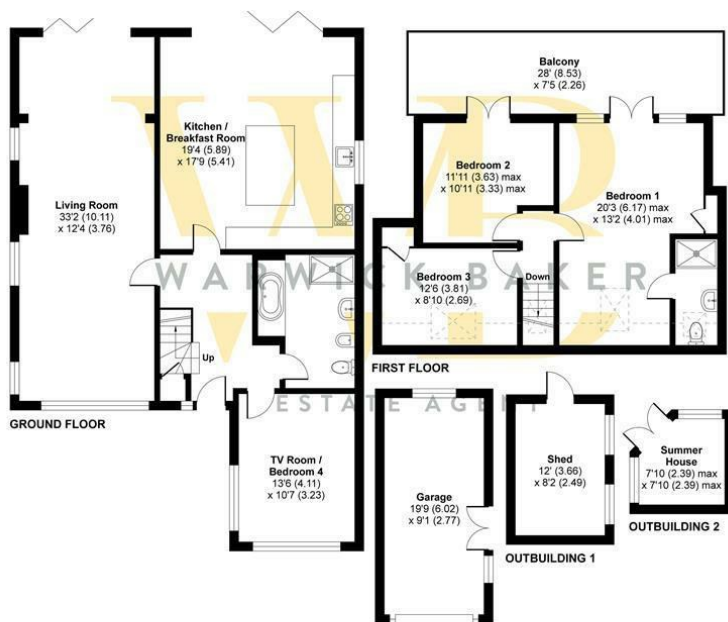 Balcony
28' (8.53)
x 7'5 (2.26)
Kitchen /
Breakfast Room
19'4 (5.89)
x 17'9 (5.41)
Living Room
33'2 (10.11)
x 12'4 (3.76)
Bedroom 2
11'11 (3.63) max
x 10'11 (3.33) max
Bedroom 1
20'3 (6.17) max
x 13'2 (4.01) max
Bedroom 3
12'6 (3.81)
x 8'10 (2.69)
Down
WR
WARWICK BAKER
ESTATE AGENT
Up
FIRST FLOOR
GROUND FLOOR
TV Room /
Bedroom 4
13'6 (4.11)
x 10'7 (3.23)
Garage
19'9 (6.02)
x 9'1 (2.77)
Shed
12' (3.66)
x 8'2 (2.49)
OUTBUILDING 1
Summer
House
7'10 (2.39) max
x 7'10 (2.39) max
OUTBUILDING 2